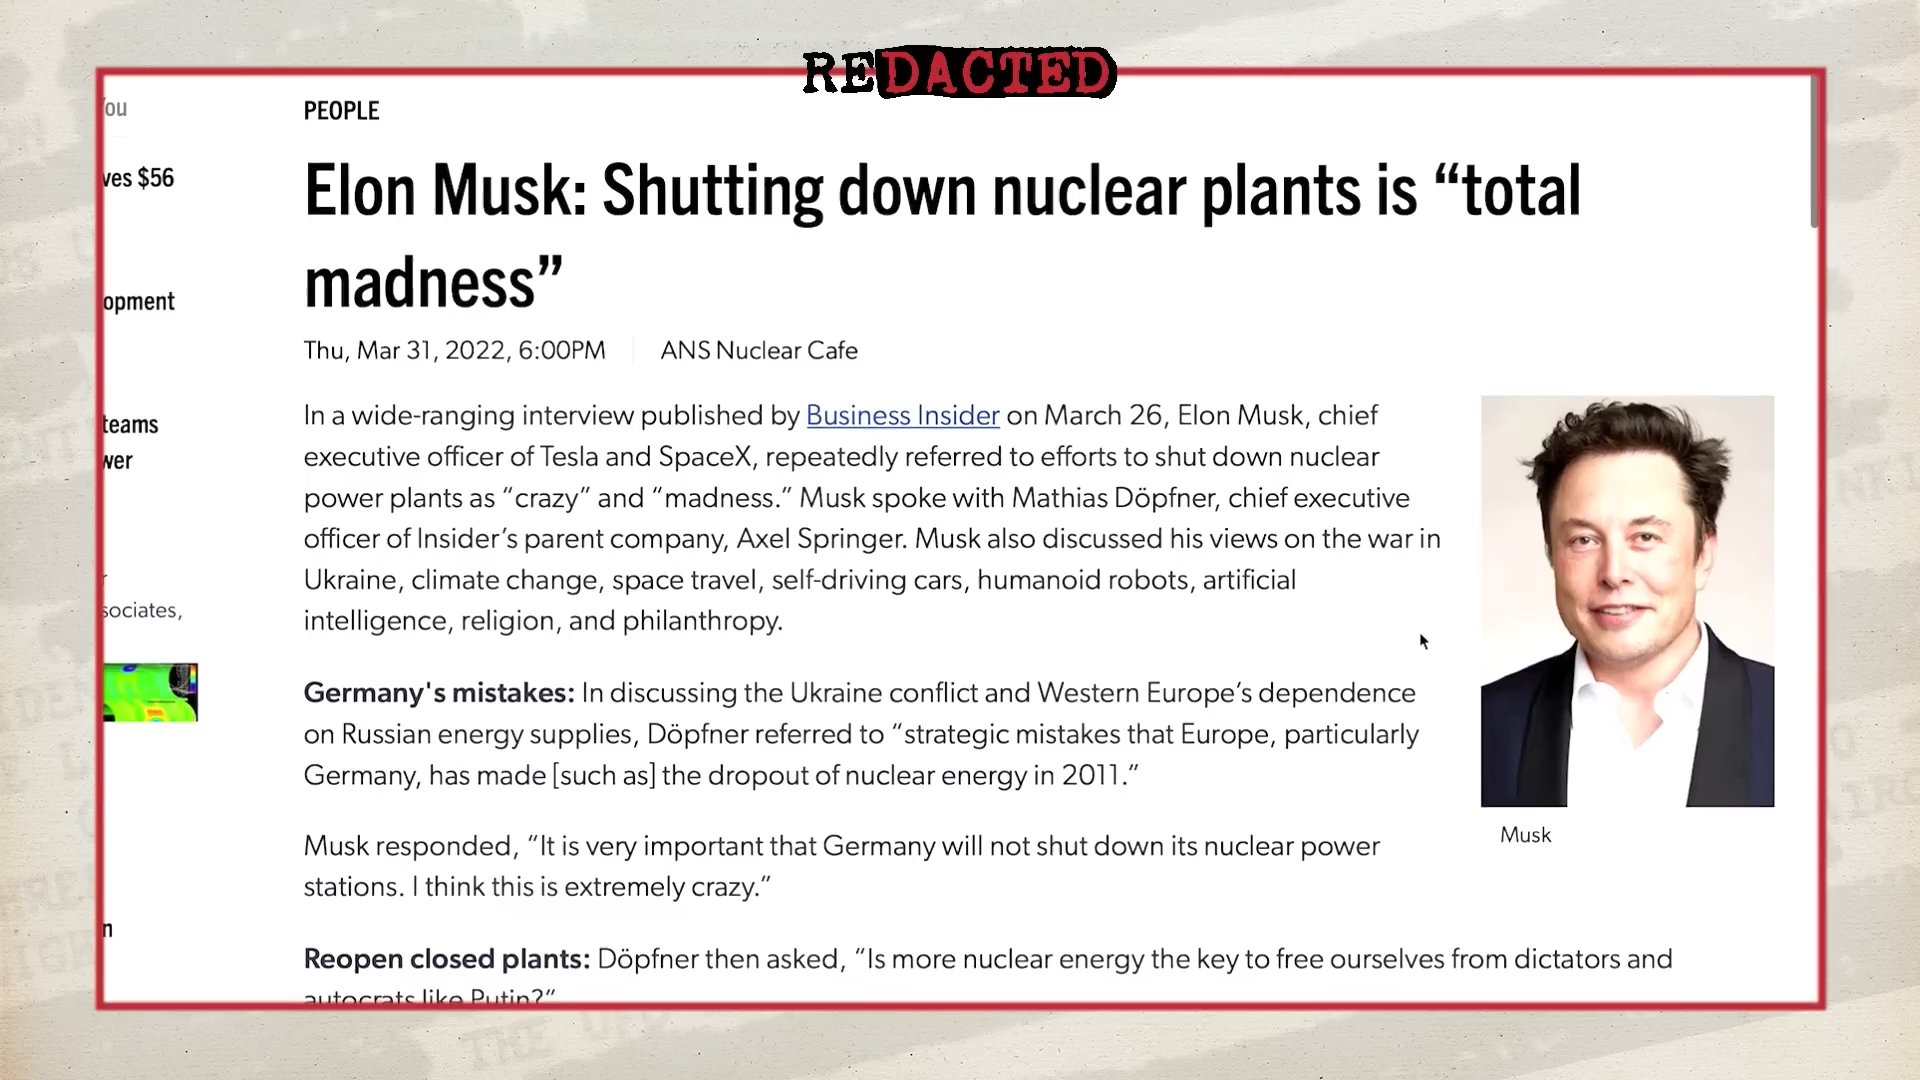 REDACTED
PEOPLE
Elon Musk: Shutting down nuclear plants is “total
madness”
Thu, Mar 31, 2022, 6:00PM
ANS Nuclear Cafe
In a wide-ranging interview published by Business Insider on March 26, Elon Musk, chief
executive officer of Tesla and SpaceX, repeatedly referred to efforts to shut down nuclear
power plants as “crazy” and “madness.” Musk spoke with Mathias Döpfner, chief executive
officer of Insider’s parent company, Axel Springer. Musk also discussed his views on the war in
Ukraine, climate change, space travel, self-driving cars, humanoid robots, artificial
intelligence, religion, and philanthropy.
Germany's mistakes: In discussing the Ukraine conflict and Western Europe’s dependence
on Russian energy supplies, Döpfner referred to “strategic mistakes that Europe, particularly
Germany, has made [such as] the dropout of nuclear energy in 2011.”
Musk responded, “It is very important that Germany will not shut down its nuclear power
stations. I think this is extremely crazy.”
Reopen closed plants: Döpfner then asked, “Is more nuclear energy the key to free ourselves from dictators and
autocrats like Putin?”
Musk
ou
ves $56
opment
teams
wer
sociates,
n